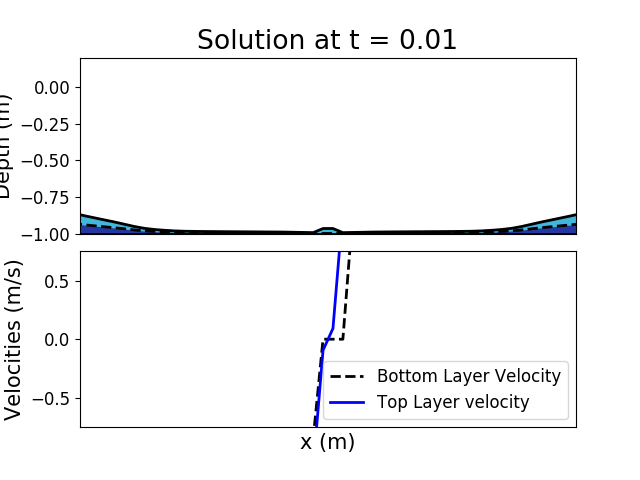 Solution at t = 0.01
Depth (m)
0.00
−0.25
−0.50
−0.75
−1.00
Velocities (m/s)
0.5
0.0
−0.5
Bottom Layer Velocity
Top Layer velocity
x (m)